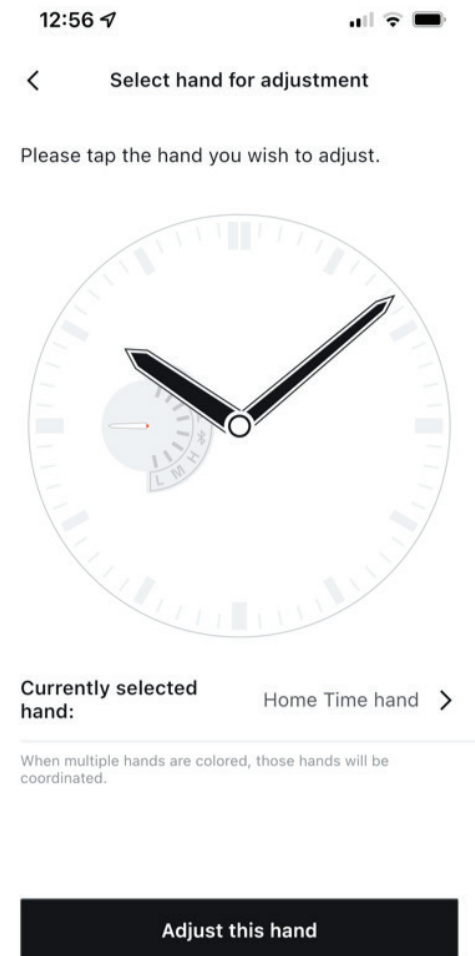 12:56
Select hand for adjustment
Please tap the hand you wish to adjust.
L M H
Currently selected
hand:
Home Time hand
When multiple hands are colored, those hands will be
coordinated.
Adjust this hand